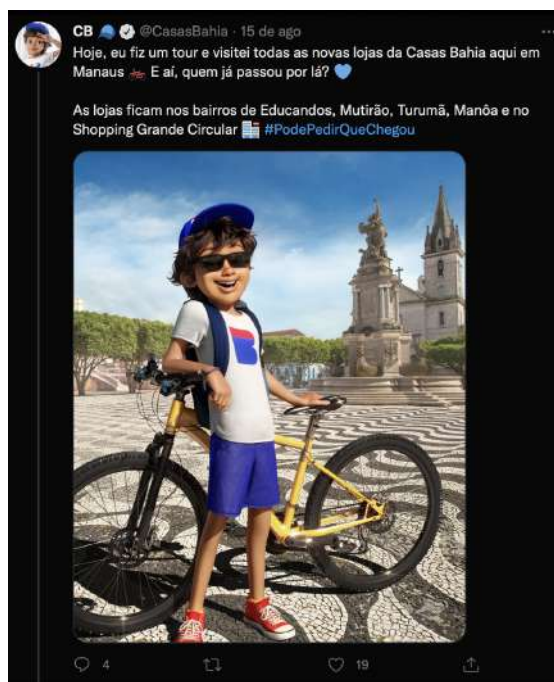 CB @CasasBahia · 15 de ago
Hoje, eu fiz um tour e visitei todas as novas lojas da Casas Bahia aqui em
Manaus E aí, quem já passou por lá?
As lojas ficam nos bairros de Educandos, Mutirão, Turumã, Manôa e no
Shopping Grande Circular #PodePedirQueChegou
B
4
19